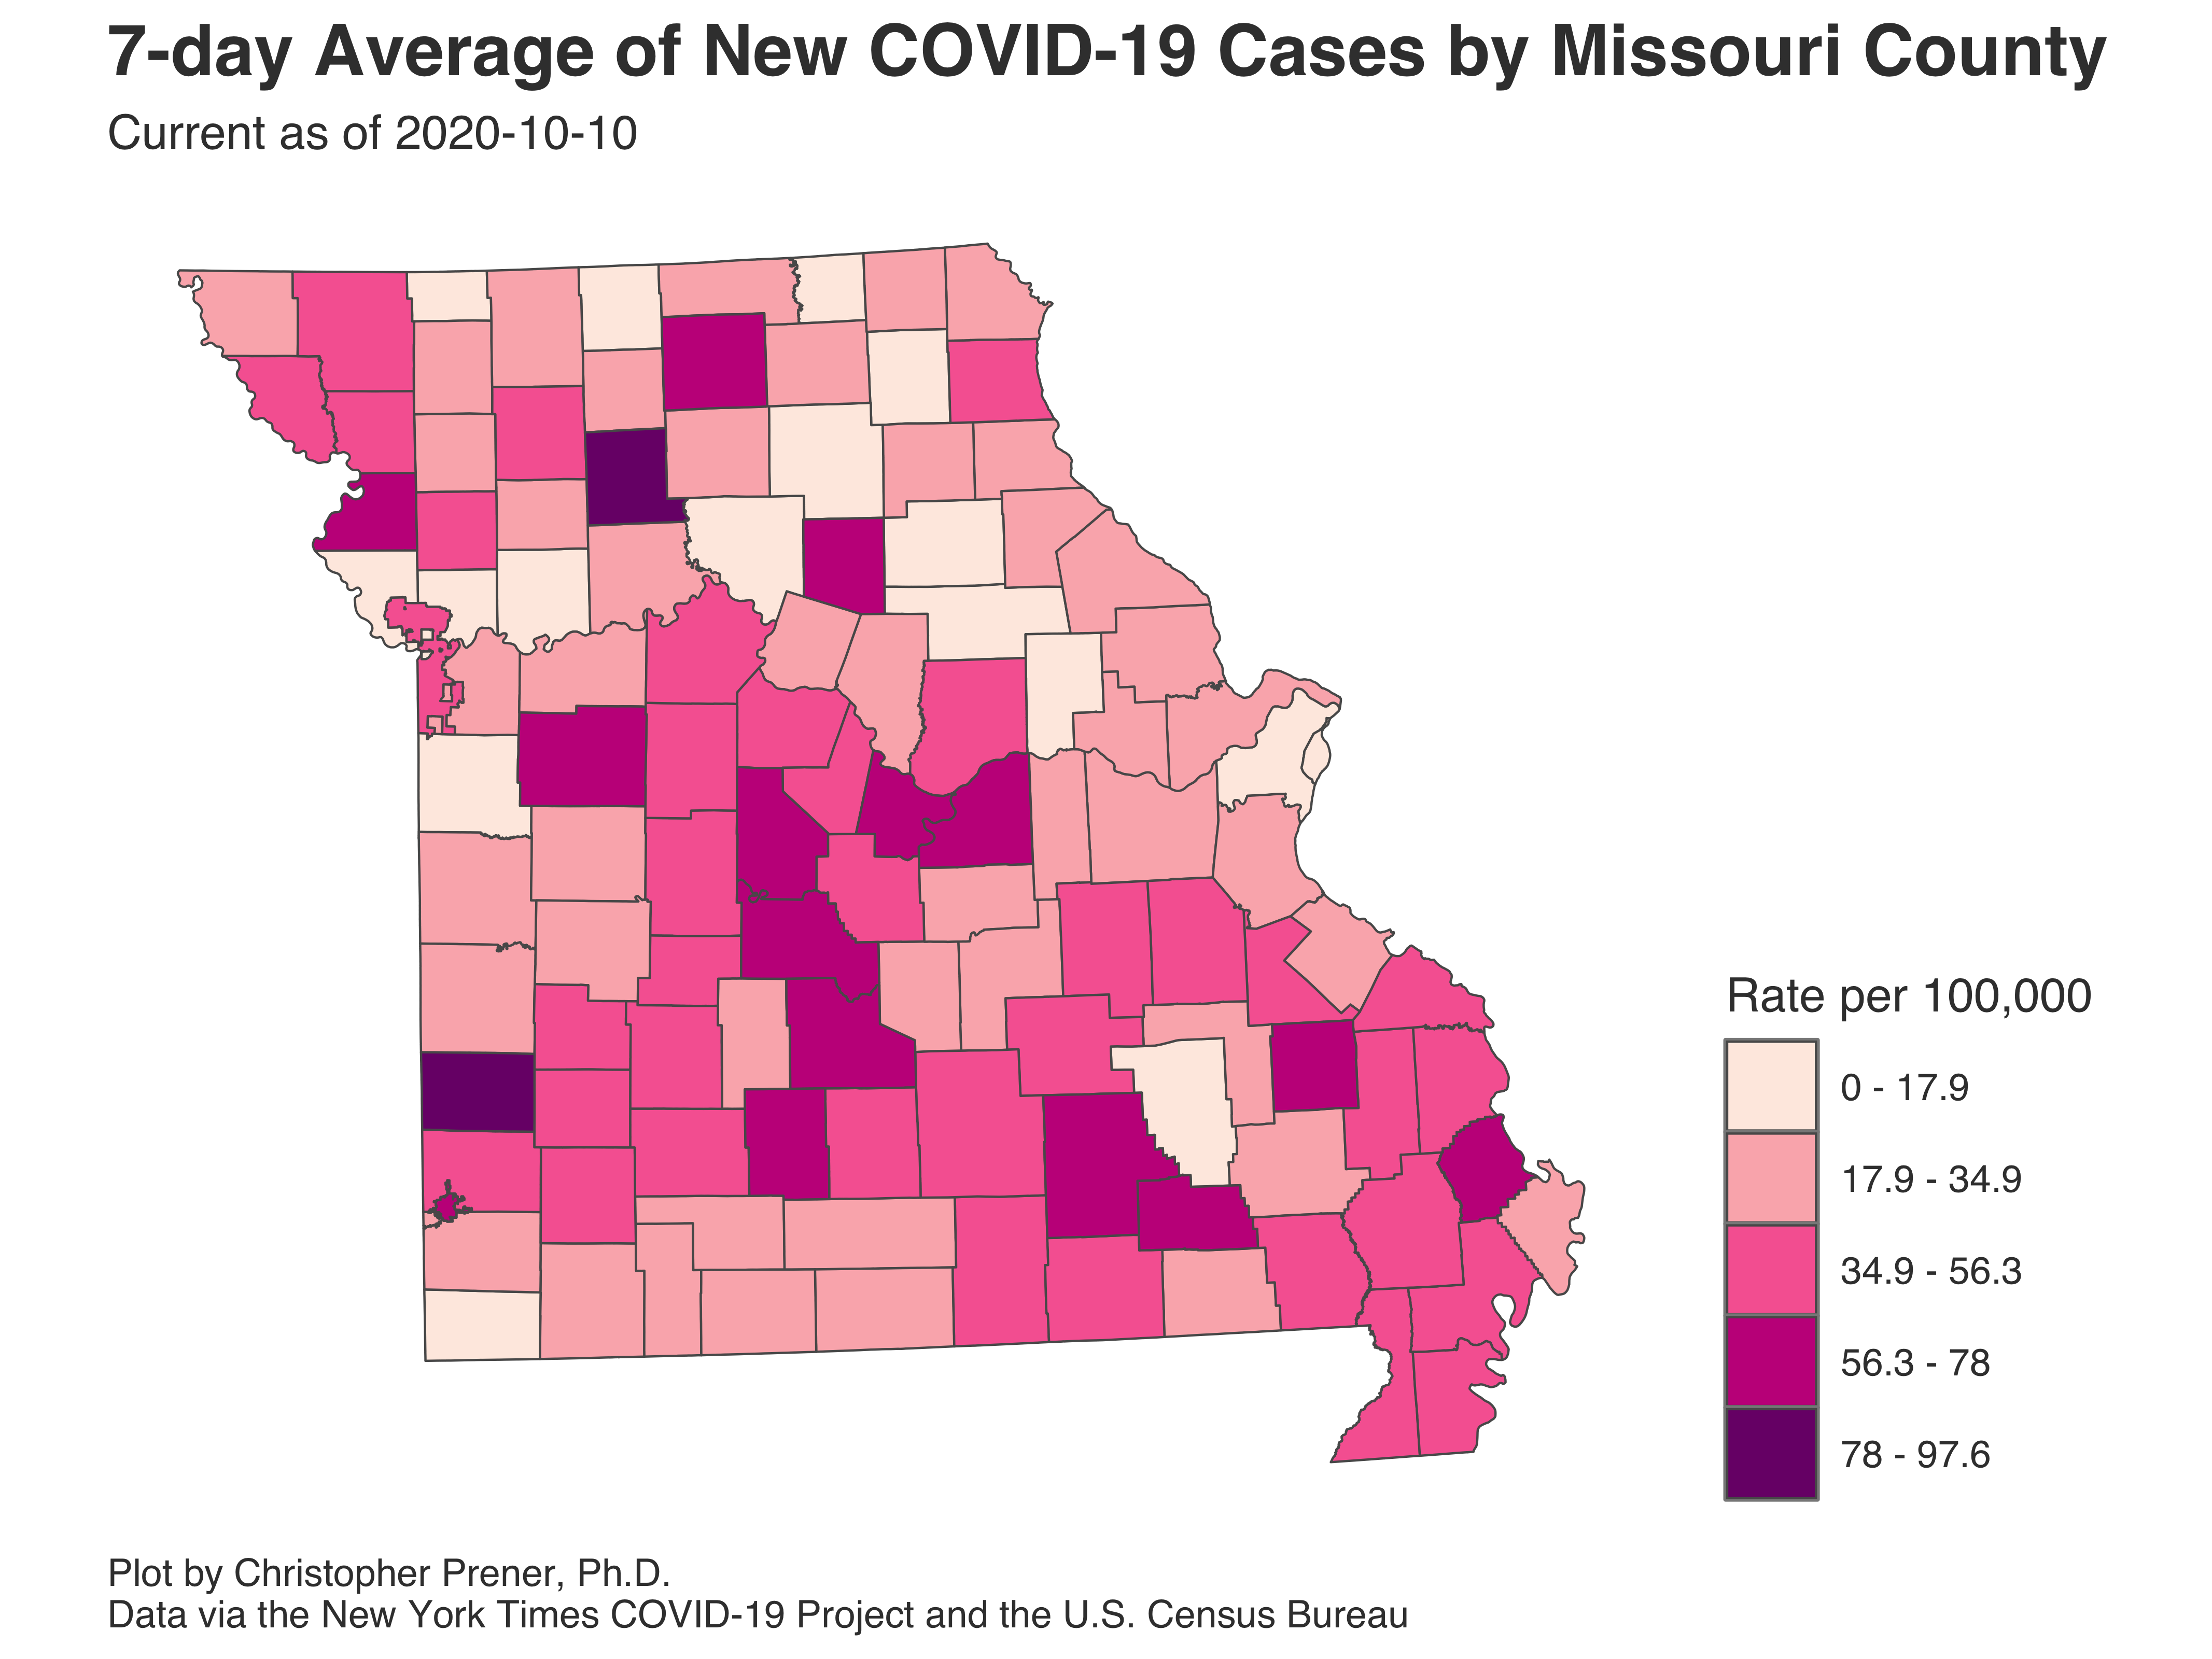 7-day Average of New COVID-19 Cases by Missouri County
Current as of 2020-10-10
Rate per 100,000
0 - 17.9
17.9 - 34.9
34.9 - 56.3
56.3 - 78
78 - 97.6
Plot by Christopher Prener, Ph.D.
Data via the New York Times COVID-19 Project and the U.S. Census Bureau